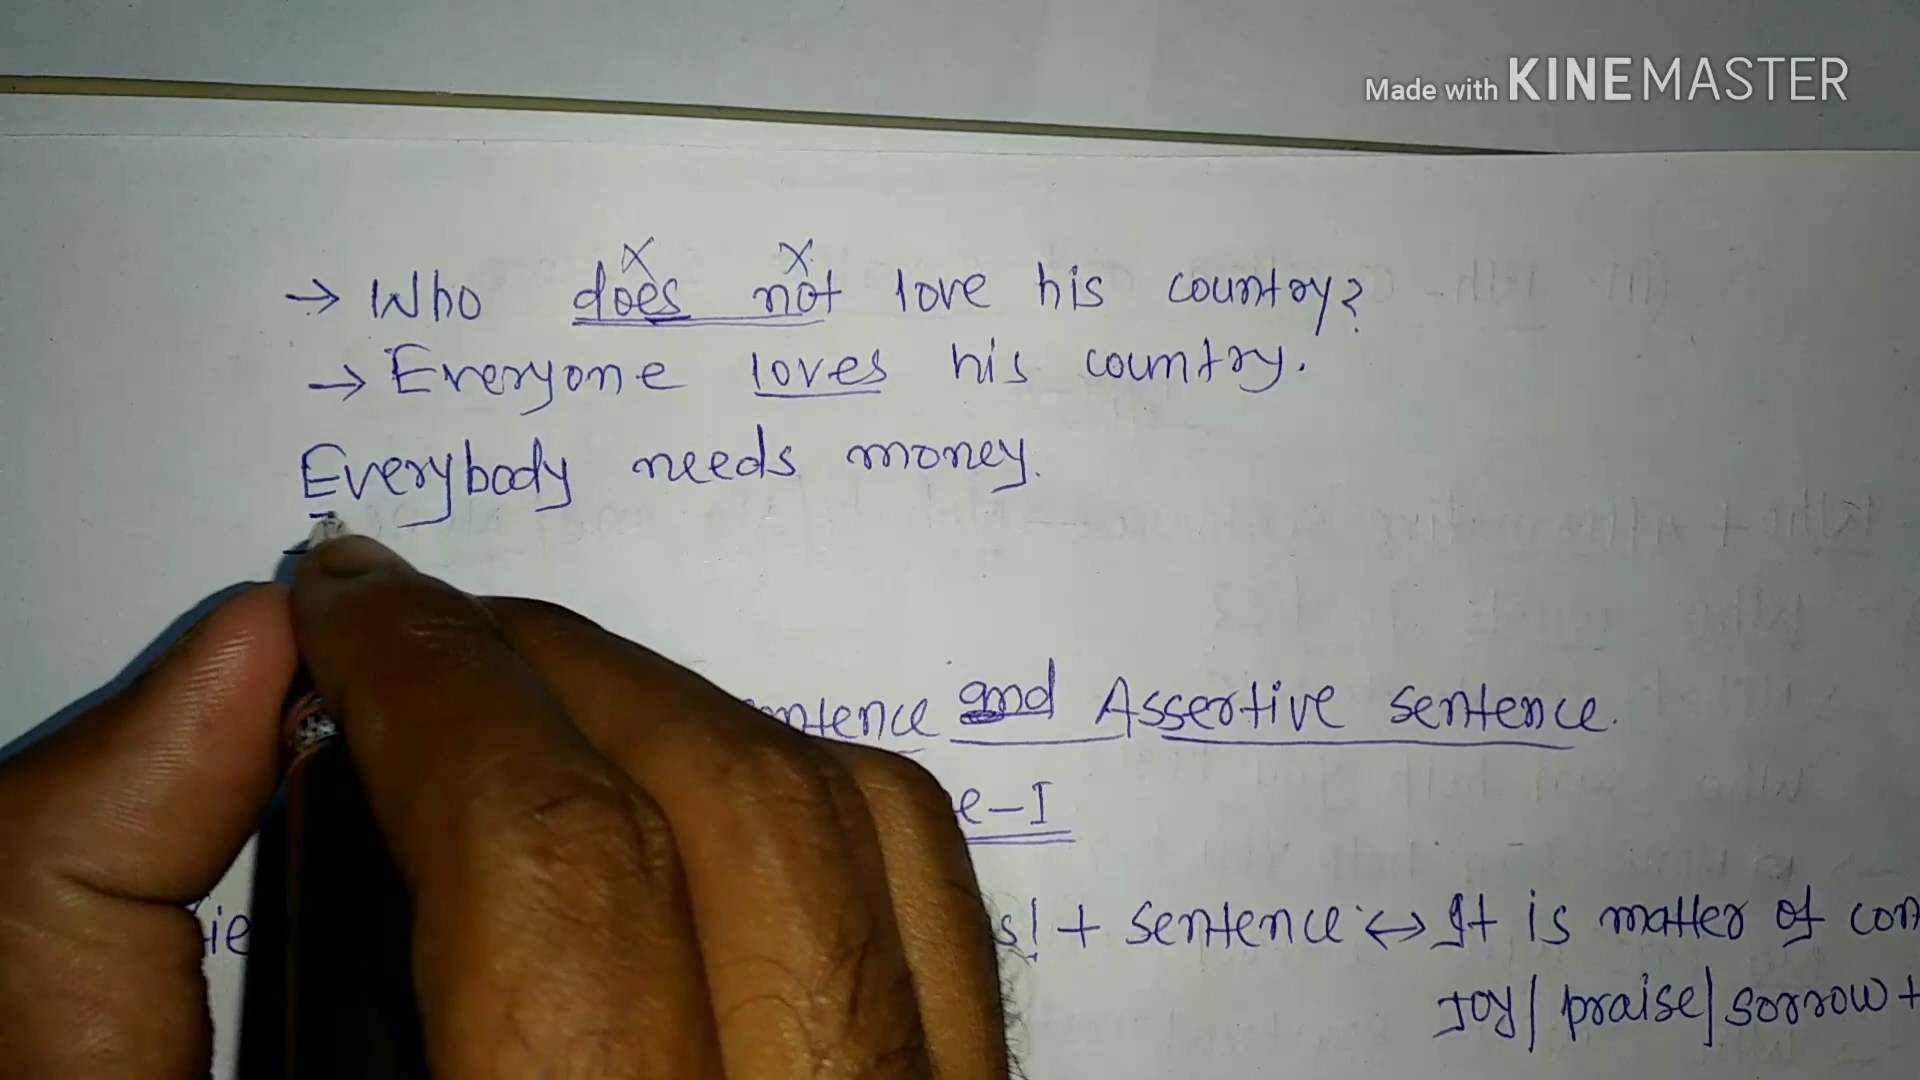 Made with KINEMASTER
→ Who does not love his country?
→ Everyone loves his country.
Everybody needs money.
and Assertive sentence.
+ sentence ↔ It is matter of
Joy/ praise/ sorrow +